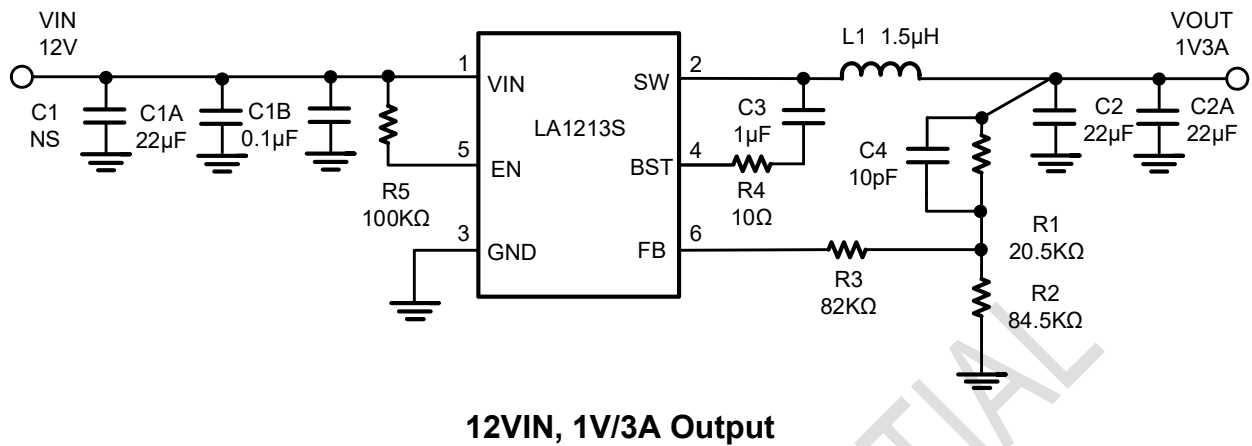 VIN
12V
C1
NS
C1A
22µF
C1B
0.1µF
R5
100KΩ
1
VIN
5
EN
3
GND
LA1213S
SW
2
BST
4
FB
6
L1 1.5µH
C3
1µF
R4
10Ω
C4
10pF
R3
82KΩ
R1
20.5KΩ
R2
84.5KΩ
VOUT
1V3A
C2
22µF
C2A
22µF
12VIN, 1V/3A Output
TIAL